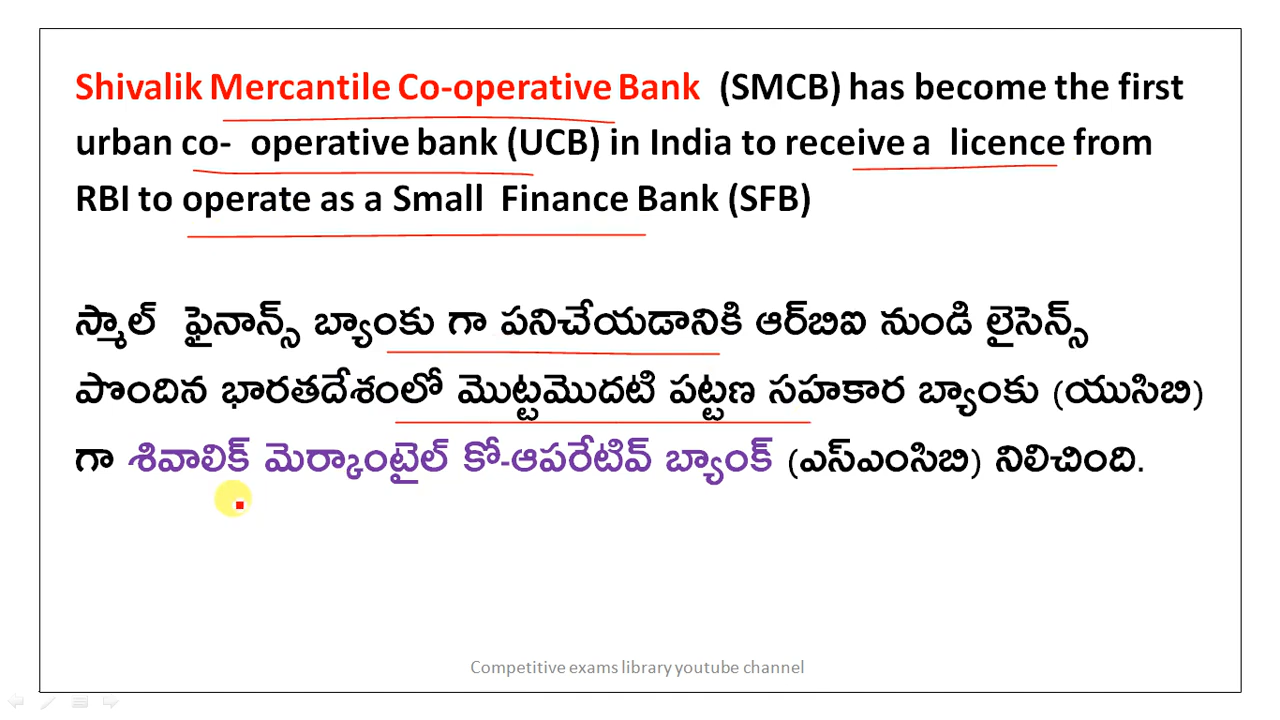 Shivalik Mercantile Co-operative Bank (SMCB) has become the first
urban co- operative bank (UCB) in India to receive a licence from
RBI to operate as a Small Finance Bank (SFB)
స్మాల్ ఫైనాన్స్ బ్యాంకు గా పనిచేయడానికి ఆర్‌బిఐ నుండి లైసెన్స్
పొందిన భారతదేశంలో మొట్టమొదటి పట్టణ సహకార బ్యాంకు (యుసిబి)
గా శివాలిక్ మెర్కాంటైల్ కో-ఆపరేటివ్ బ్యాంక్ (ఎస్‌ఎంసిబి) నిలిచింది.
Competitive exams library youtube channel